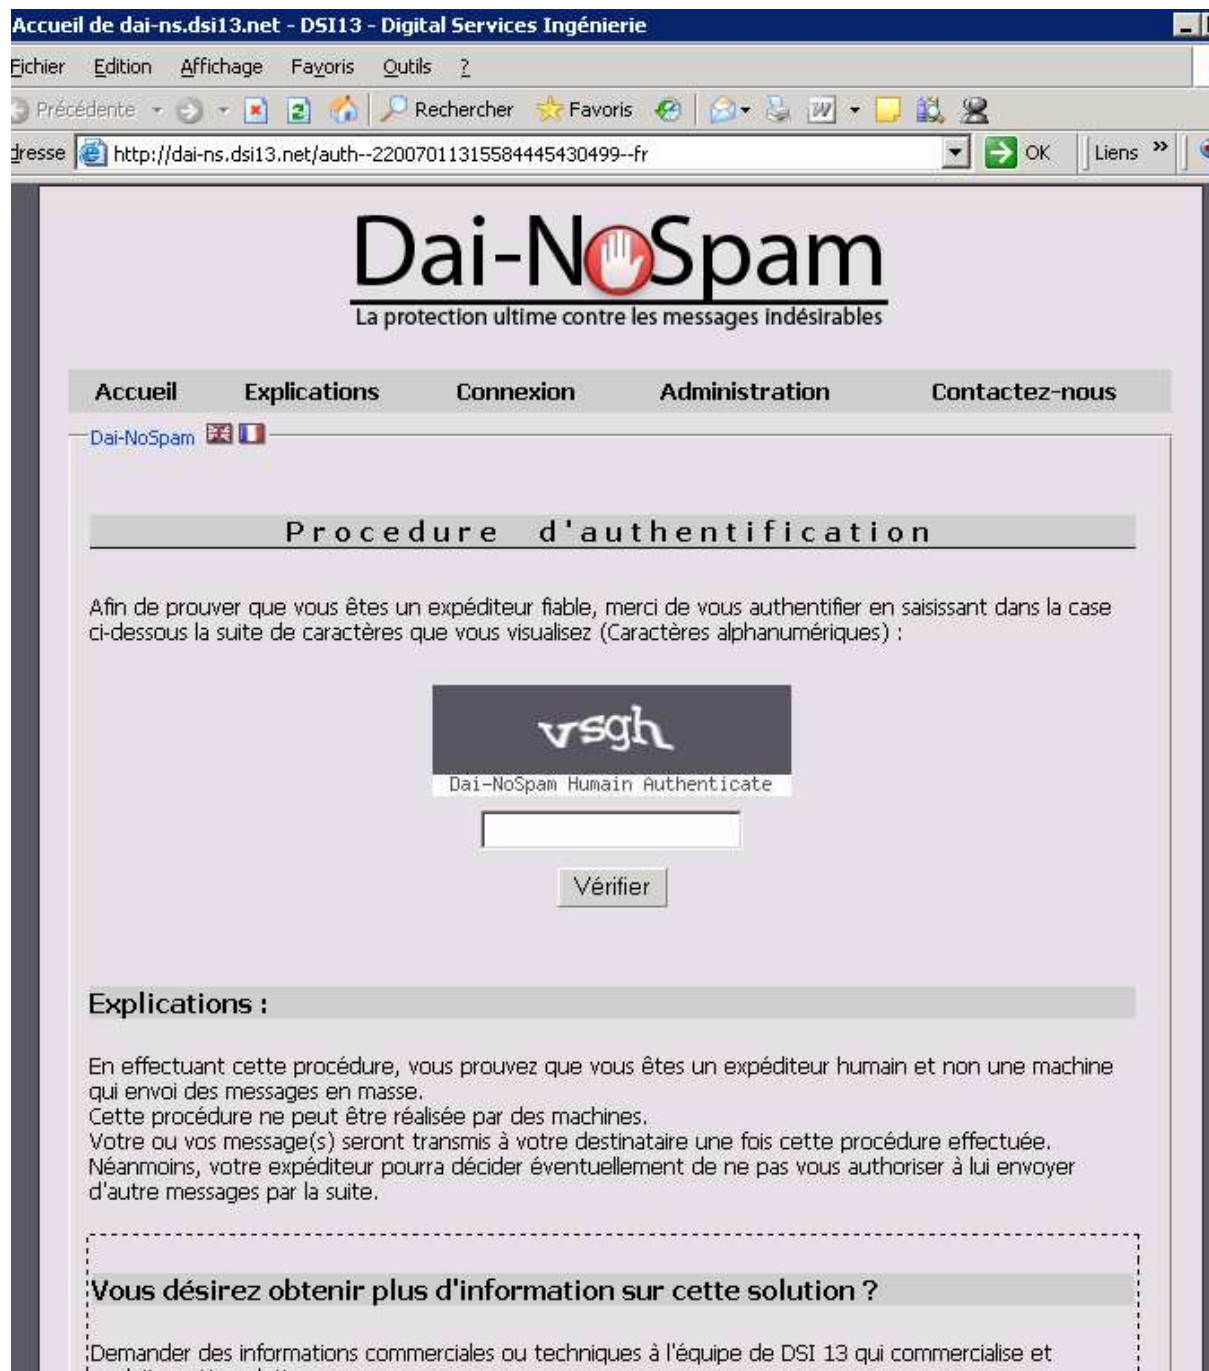 Accueil de dai-ns.dsi13.net - DSI13 - Digital Services Ingénierie
Fichier Edition Affichage Favoris Outils ?
Précédente Rechercher Favoris
dresse http://dai-ns.dsi13.net/auth--22007011315584445430499--fr OK Liens »
Dai-NoSpam
La protection ultime contre les messages indésirables
Accueil Explications Connexion Administration Contactez-nous
Dai-NoSpam
Procedure d'authentification
Afin de prouver que vous êtes un expéditeur fiable, merci de vous authentifier en saisissant dans la case
ci-dessous la suite de caractères que vous visualisez (Caractères alphanumériques) :
vsgh
Dai-NoSpam Humain Authenticate
Vérifier
Explications :
En effectuant cette procédure, vous prouvez que vous êtes un expéditeur humain et non une machine
qui envoi des messages en masse.
Cette procédure ne peut être réalisée par des machines.
Votre ou vos message(s) seront transmis à votre destinataire une fois cette procédure effectuée.
Néanmoins, votre expéditeur pourra décider éventuellement de ne pas vous authoriser à lui envoyer
d'autre messages par la suite.
Vous désirez obtenir plus d'information sur cette solution ?
Demander des informations commerciales ou techniques à l'équipe de DSI 13 qui commercialise et